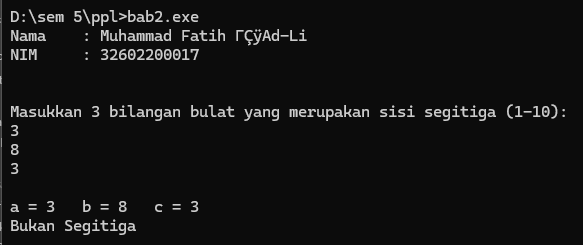 D:\sem 5\ppl>bab2.exe
Nama    : Muhammad Fatih ΓÇÿAd-Li
NIM     : 32602200017
Masukkan 3 bilangan bulat yang merupakan sisi segitiga (1-10):
3
8
3
a = 3   b = 8   c = 3
Bukan Segitiga